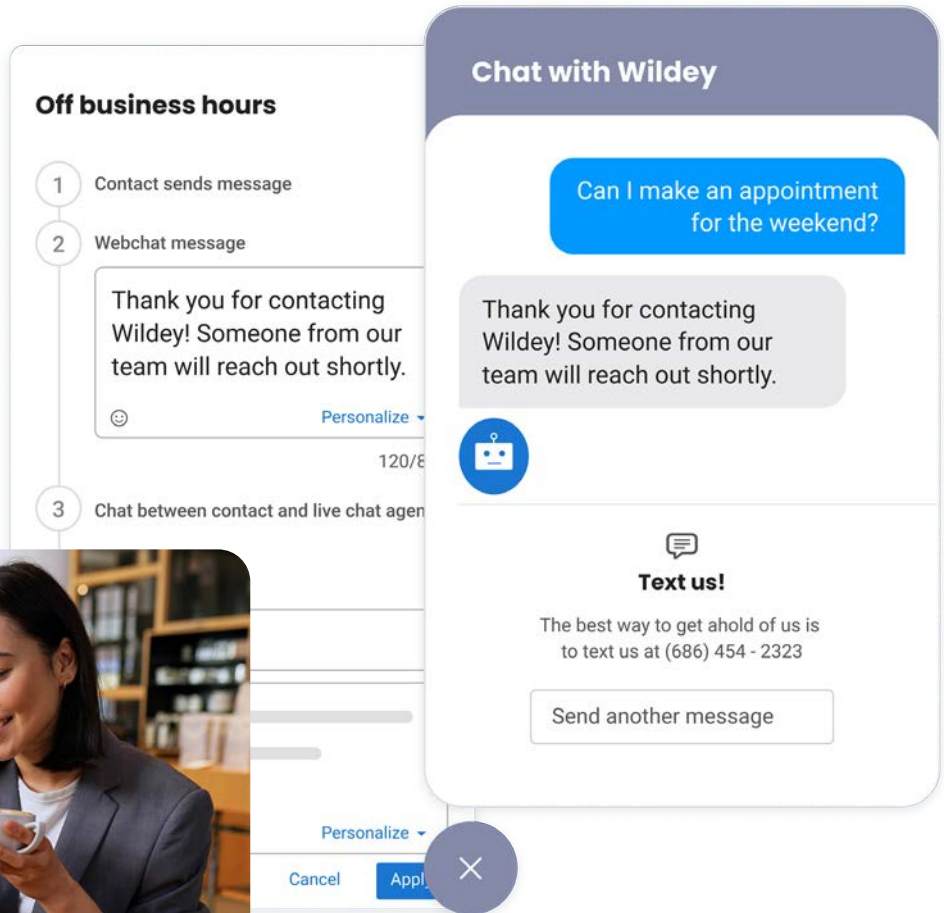 Off business hours
1
Contact sends message
2
Webchat message
Thank you for contacting
Wildey! Someone from our
team will reach out shortly.
Personalize
120/8
3
Chat between contact and live chat agen
Personalize
Cancel
Apply
Chat with Wildey
Can I make an appointment
for the weekend?
Thank you for contacting
Wildey! Someone from our
team will reach out shortly.
Text us!
The best way to get ahold of us is
to text us at (686) 454 - 2323
Send another message